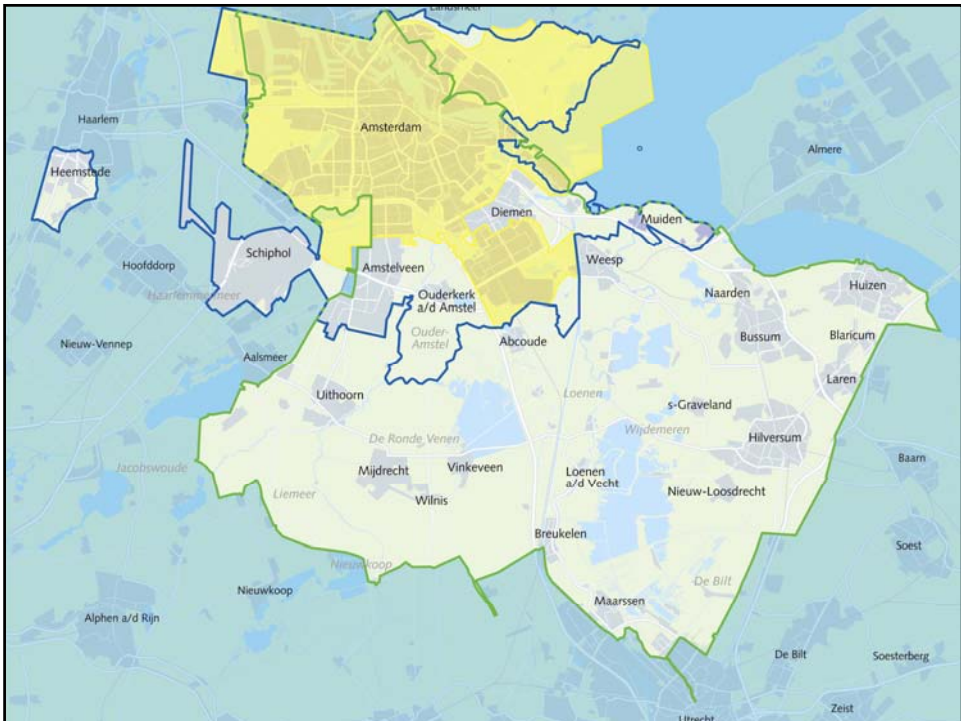 Landsmeer
Haarlem
Amsterdam
Almere
Heemstede
Diemen
Muiden
Schiphol
Weesp
Hoofddorp
Amstelveen
Naarden
Huizen
Haarlemmermeer
Ouderkerk
a/d Amstel
Ouder-
Amstel
Bussum
Blaricum
Nieuw-Vennep
Abcoude
Aalsmeer
Laren
Uithoorn
Loenen
s-Graveland
Wijdemeren
De Ronde Venen
Hilversum
Jacobswoude
Mijdrecht
Vinkeveen
Loenen
a/d Vecht
Baarn
Liemeer
Wilnis
Nieuw-Loosdrecht
Breukelen
Soest
Nieuwkoop
De Bilt
Nieuwkoop
Maarssen
Alphen a/d Rijn
De Bilt
Soesterberg
Zeist
Utrecht